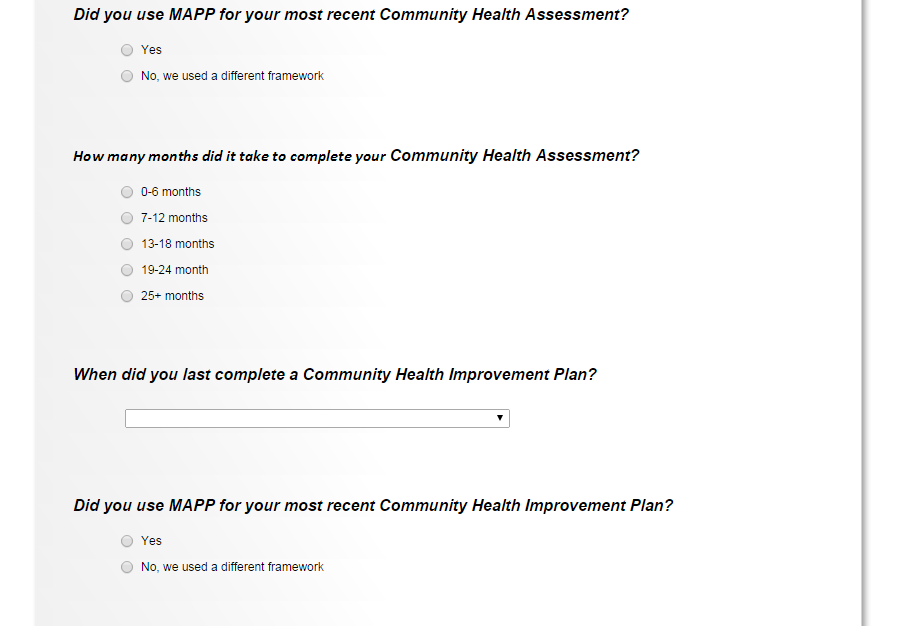 Did you use MAPP for your most recent Community Health Assessment?
Yes
No, we used a different framework
How many months did it take to complete your Community Health Assessment?
0-6 months
7-12 months
13-18 months
19-24 month
25+ months
When did you last complete a Community Health Improvement Plan?
Did you use MAPP for your most recent Community Health Improvement Plan?
Yes
No, we used a different framework